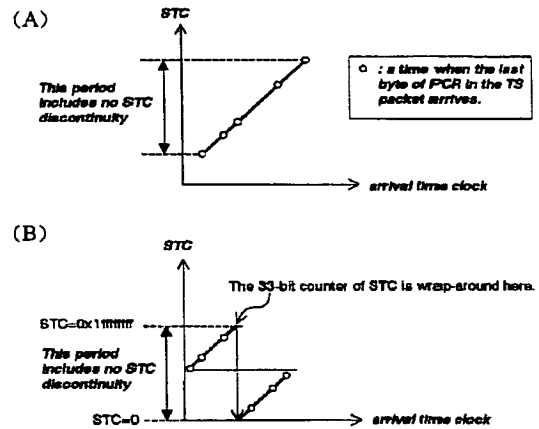 (A)
STC
This period
includes no STC
discontinuity
o : a time when the last
byte of PCR in the TS
packet arrives.
arrival time clock
(B)
STC
The 33-bit counter of STC is wrap-around here.
STC=0x1ffffffff
This period
includes no STC
discontinuity
STC=0
arrival time clock